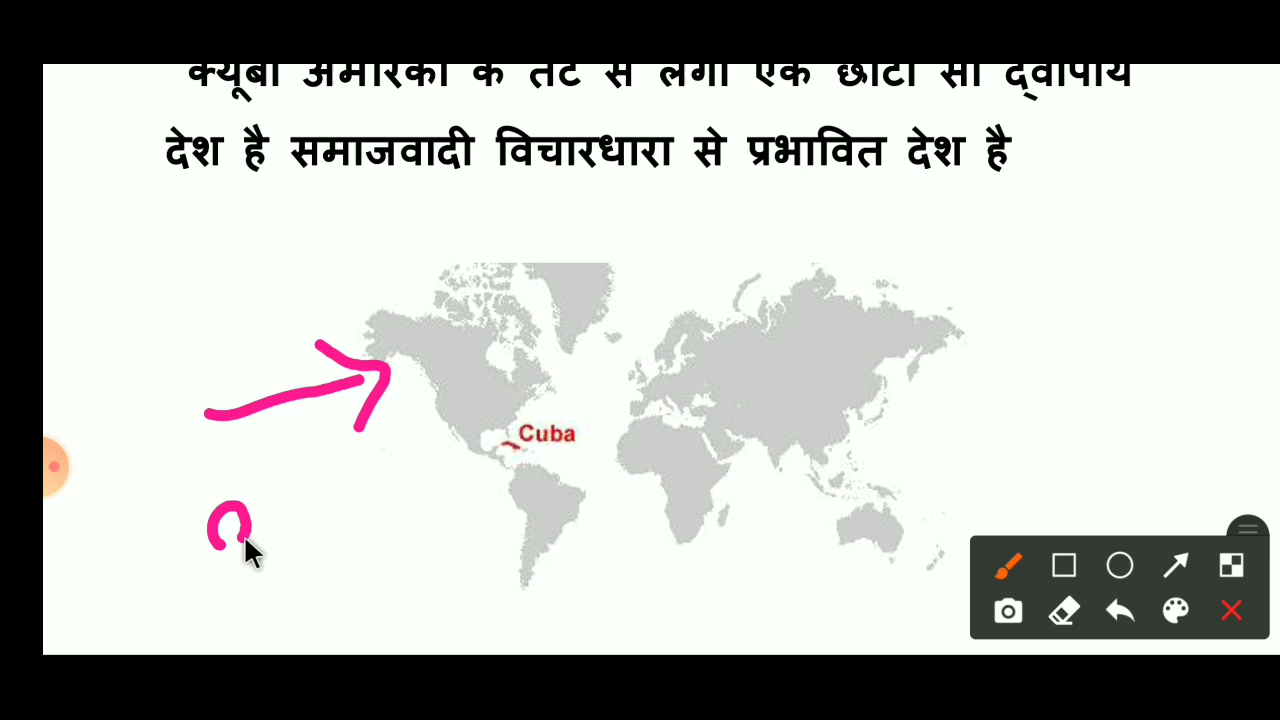 क्यूबा अमेरिका के तट से लगा एक छोटा सा द्वीपीय
देश है समाजवादी विचारधारा से प्रभावित देश है
Cuba